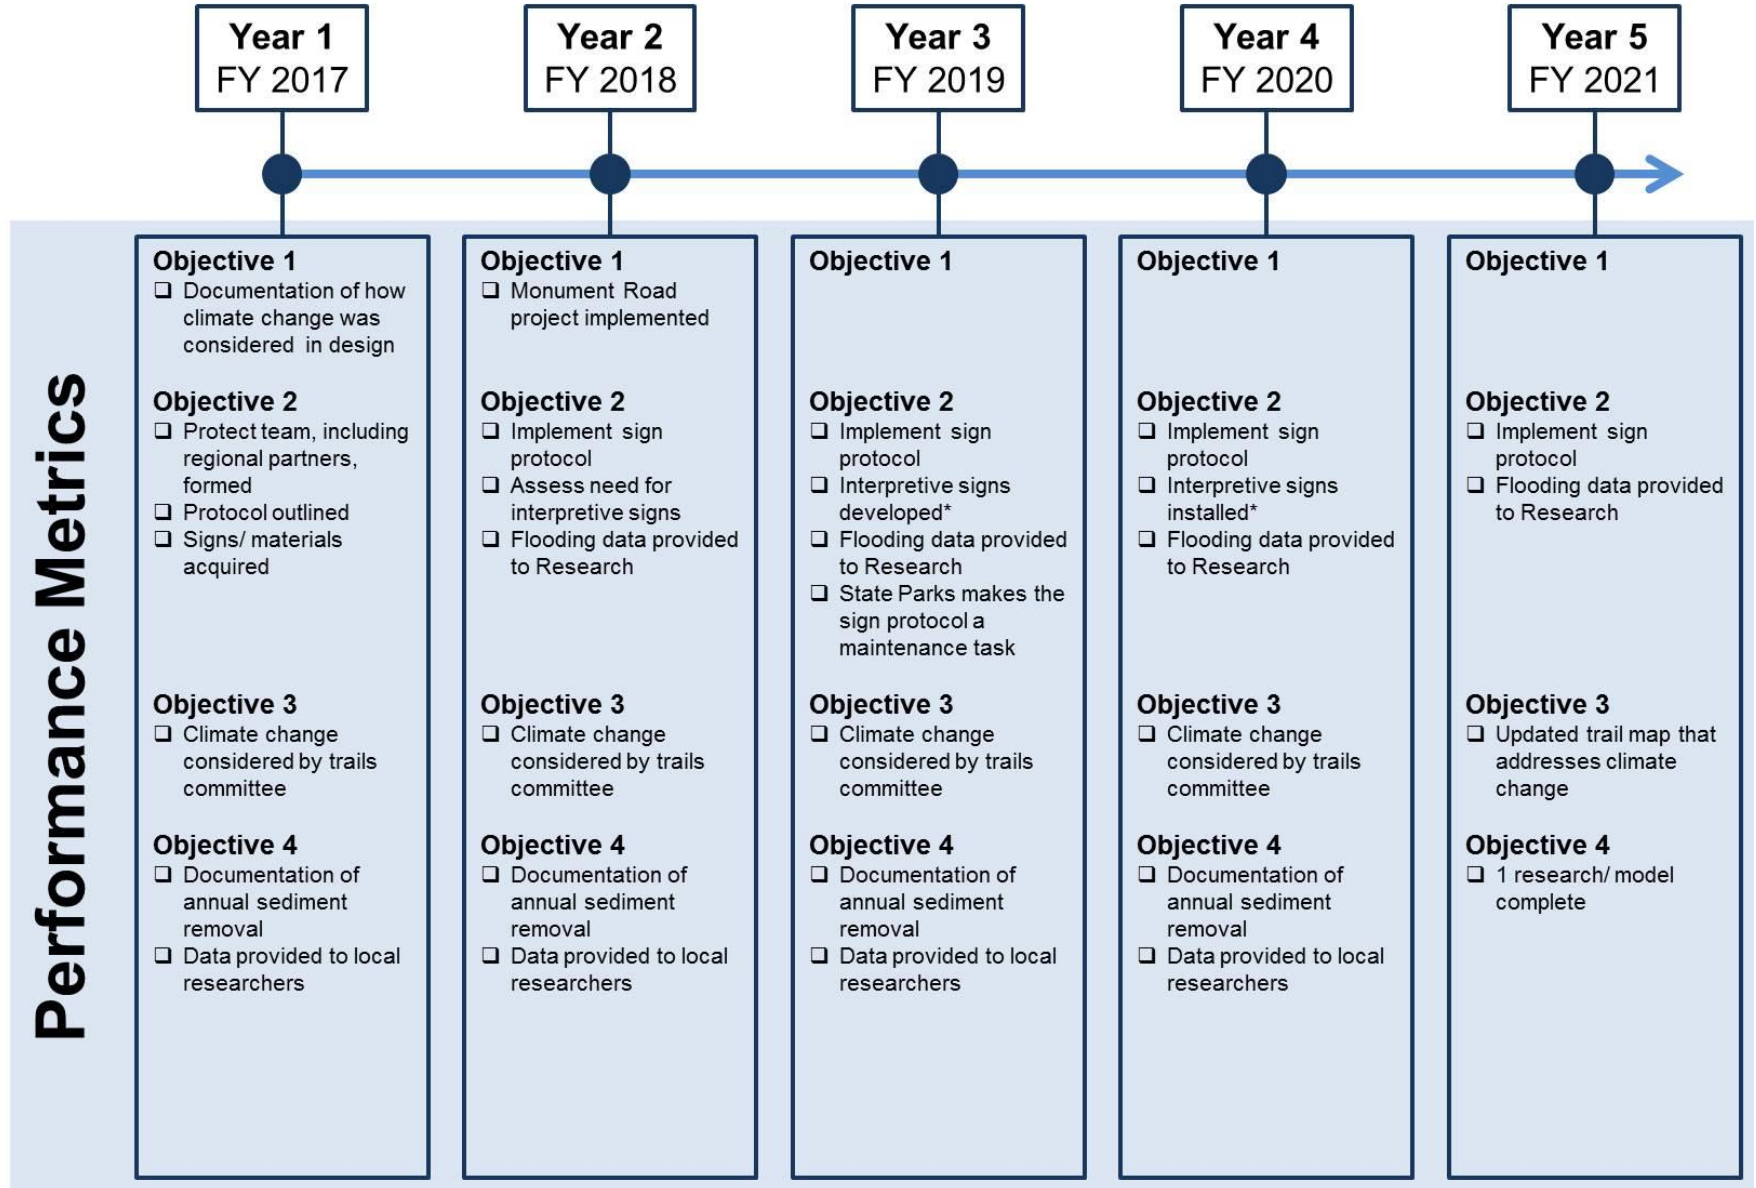 Year 1
FY 2017
Year 2
FY 2018
Year 3
FY 2019
Year 4
FY 2020
Year 5
FY 2021
Performance Metrics
Objective 1
❑ Documentation of how
climate change was
considered in design
Objective 2
❑ Protect team, including
regional partners,
formed
❑ Protocol outlined
❑ Signs/ materials
acquired
Objective 3
❑ Climate change
considered by trails
committee
Objective 4
❑ Documentation of
annual sediment
removal
❑ Data provided to local
researchers
Objective 1
❑ Monument Road
project implemented
Objective 2
❑ Implement sign
protocol
❑ Assess need for
interpretive signs
❑ Flooding data provided
to Research
Objective 3
❑ Climate change
considered by trails
committee
Objective 4
❑ Documentation of
annual sediment
removal
❑ Data provided to local
researchers
Objective 1
Objective 2
❑ Implement sign
protocol
❑ Interpretive signs
developed*
❑ Flooding data provided
to Research
❑ State Parks makes the
sign protocol a
maintenance task
Objective 3
❑ Climate change
considered by trails
committee
Objective 4
❑ Documentation of
annual sediment
removal
❑ Data provided to local
researchers
Objective 1
Objective 2
❑ Implement sign
protocol
❑ Interpretive signs
installed*
❑ Flooding data provided
to Research
Objective 3
❑ Climate change
considered by trails
committee
Objective 4
❑ Documentation of
annual sediment
removal
❑ Data provided to local
researchers
Objective 1
Objective 2
❑ Implement sign
protocol
❑ Flooding data provided
to Research
Objective 3
❑ Updated trail map that
addresses climate
change
Objective 4
❑ 1 research/ model
complete